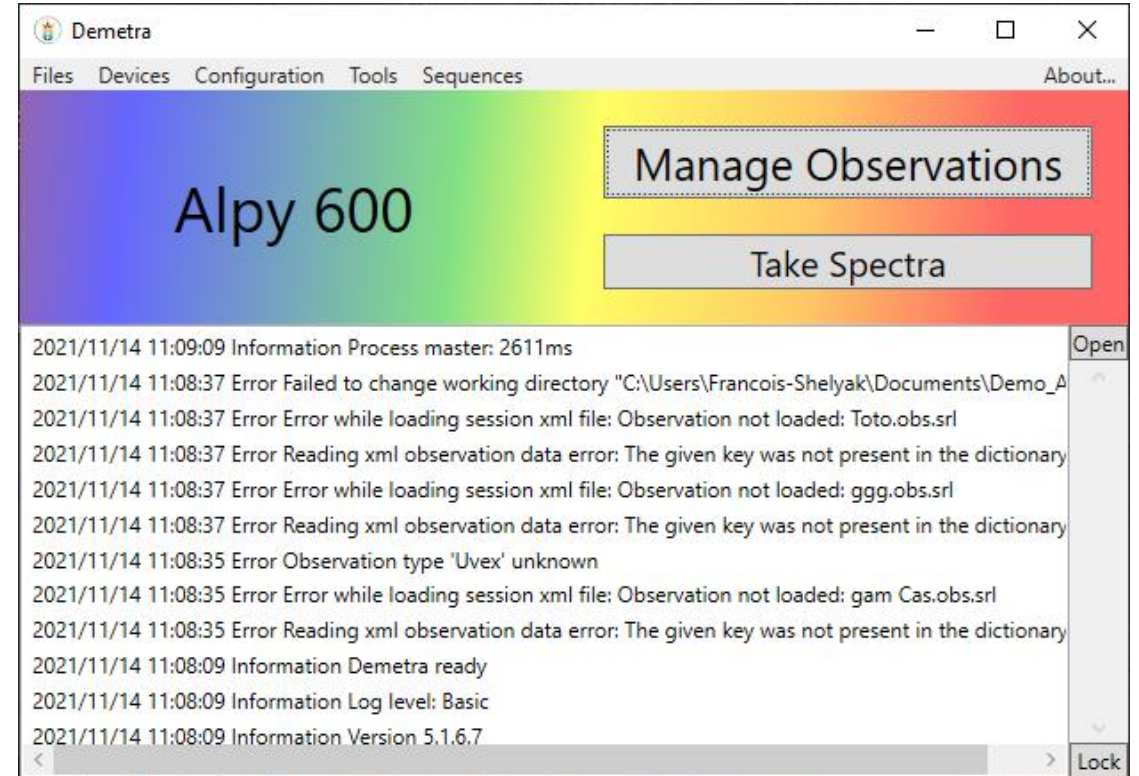 Demetra
Files Devices Configuration Tools Sequences About...
Alpy 600
Manage Observations
Take Spectra
Open
2021/11/14 11:09:09 Information Process master: 2611ms
2021/11/14 11:08:37 Error Failed to change working directory "C:\Users\Francois-Shelyak\Documents\Demo_A
2021/11/14 11:08:37 Error Error while loading session xml file: Observation not loaded: Toto.obs.srl
2021/11/14 11:08:37 Error Reading xml observation data error: The given key was not present in the dictionary
2021/11/14 11:08:37 Error Error while loading session xml file: Observation not loaded: ggg.obs.srl
2021/11/14 11:08:37 Error Reading xml observation data error: The given key was not present in the dictionary
2021/11/14 11:08:35 Error Observation type 'Uvex' unknown
2021/11/14 11:08:35 Error Error while loading session xml file: Observation not loaded: gam Cas.obs.srl
2021/11/14 11:08:35 Error Reading xml observation data error: The given key was not present in the dictionary
2021/11/14 11:08:09 Information Demetra ready
2021/11/14 11:08:09 Information Log level: Basic
2021/11/14 11:08:09 Information Version 5.1.6.7
Lock